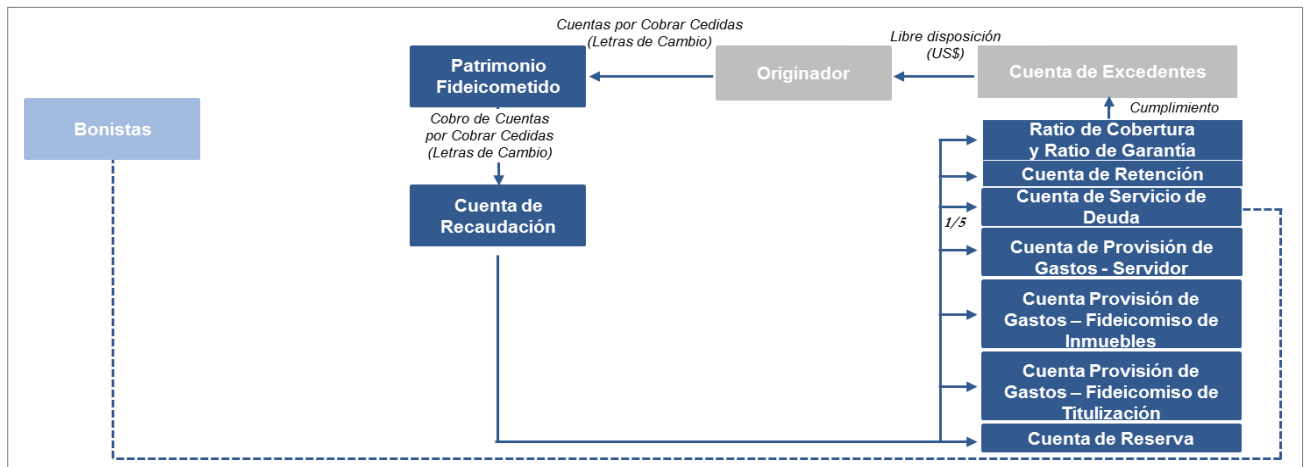 Cuentas por Cobrar Cedidas
(Letras de Cambio)
Libre disposición
(US$)
Patrimonio
Fideicometido
Originador
Cuenta de Excedentes
Bonistas
Cobro de Cuentas
por Cobrar Cedidas
(Letras de Cambio)
Cumplimiento
Ratio de Cobertura
y Ratio de Garantía
Cuenta de Retención
Cuenta de
Recaudación
Cuenta de Servicio de
Deuda
1/5
Cuenta de Provisión de
Gastos - Servidor
Cuenta Provisión de
Gastos – Fideicomiso de
Inmuebles
Cuenta Provisión de
Gastos – Fideicomiso de
Titulización
Cuenta de Reserva